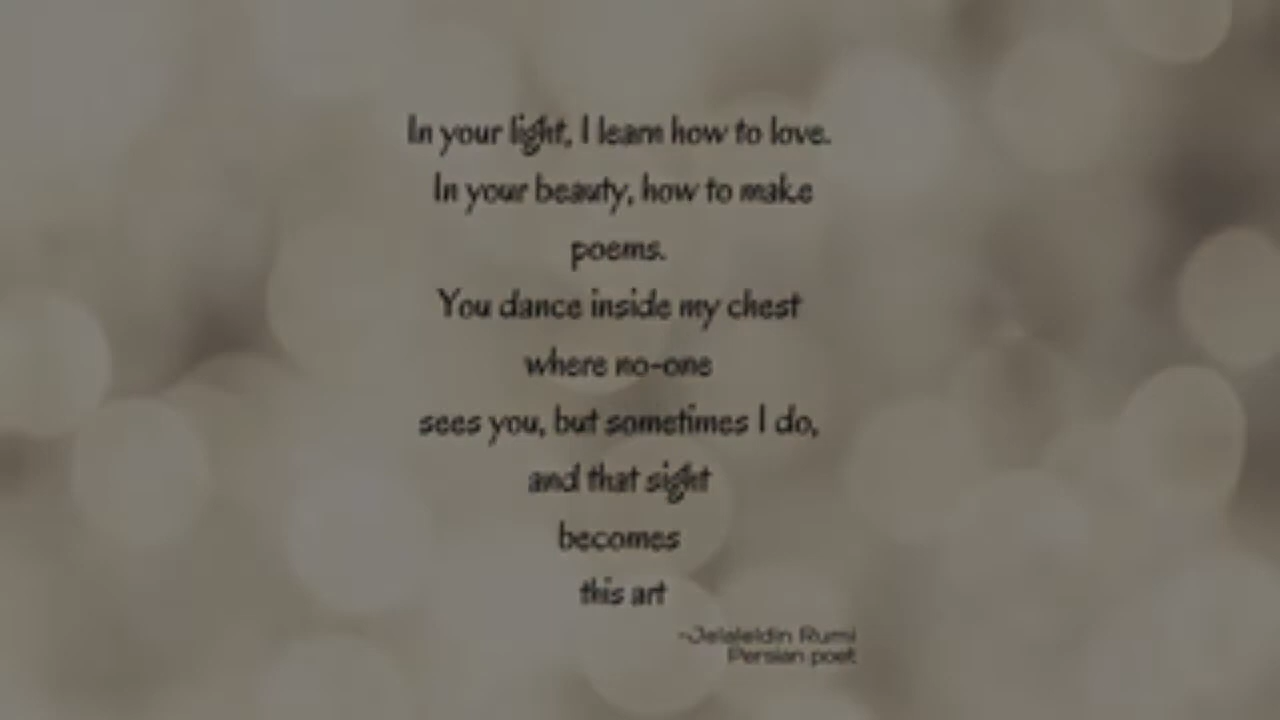 In your light, I learn how to love.
In your beauty, how to make
poems.
You dance inside my chest
where no-one
sees you, but sometimes I do,
and that sight
becomes
this art
~Jelaleldin Rumi
Persian poet